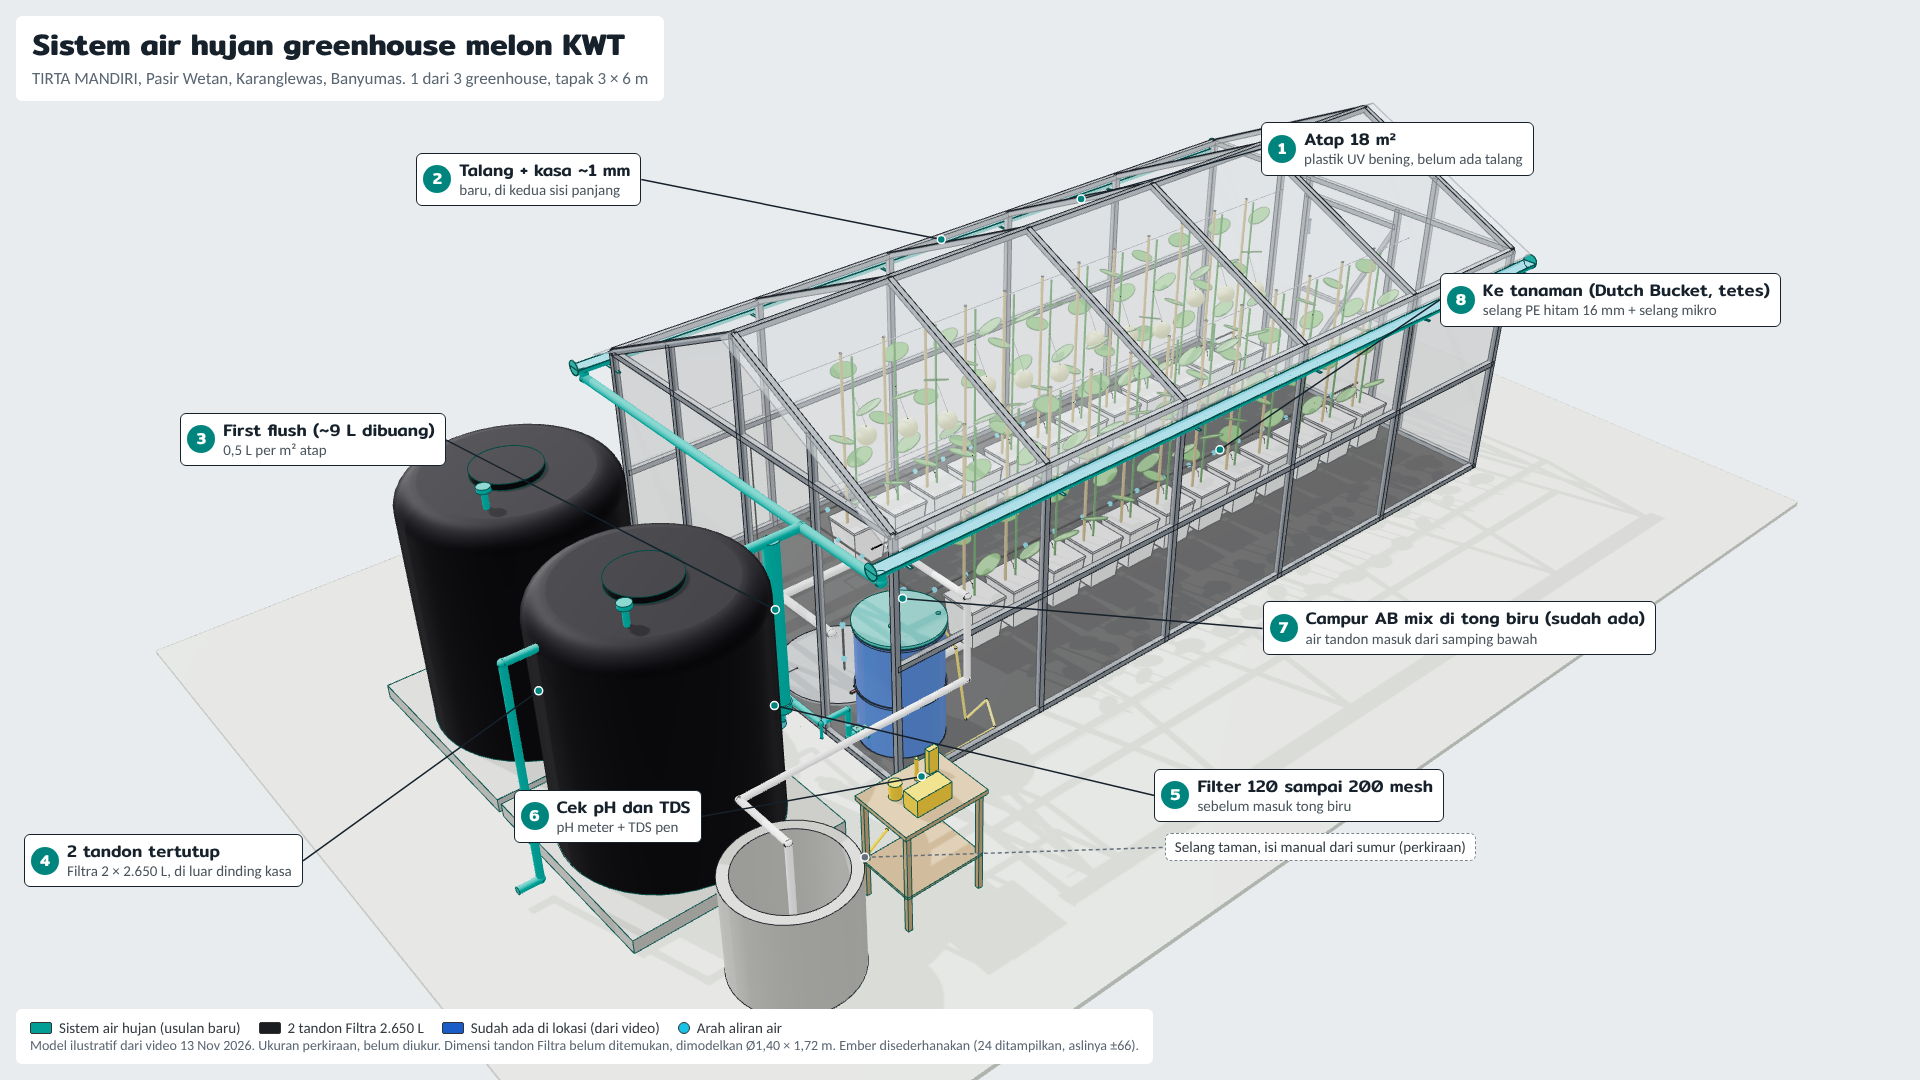 Sistem air hujan greenhouse melon KWT
TIRTA MANDIRI, Pasir Wetan, Karanglewas, Banyumas. 1 dari 3 greenhouse, tapak 3 × 6 m
1
Atap 18 m²
plastik UV bening, belum ada talang
2
Talang + kasa ~1 mm
baru, di kedua sisi panjang
8
Ke tanaman (Dutch Bucket, tetes)
selang PE hitam 16 mm + selang mikro
3
First flush (~9 L dibuang)
0,5 L per m² atap
7
Campur AB mix di tong biru (sudah ada)
air tandon masuk dari samping bawah
5
Filter 120 sampai 200 mesh
sebelum masuk tong biru
6
Cek pH dan TDS
pH meter + TDS pen
4
2 tandon tertutup
Filtra 2 × 2.650 L, di luar dinding kasa
Selang taman, isi manual dari sumur (perkiraan)
Sistem air hujan (usulan baru)
2 tandon Filtra 2.650 L
Sudah ada di lokasi (dari video)
Arah aliran air
Model ilustratif dari video 13 Nov 2026. Ukuran perkiraan, belum diukur. Dimensi tandon Filtra belum ditemukan, dimodelkan Ø1,40 × 1,72 m. Ember disederhanakan (24 ditampilkan, aslinya ±66).